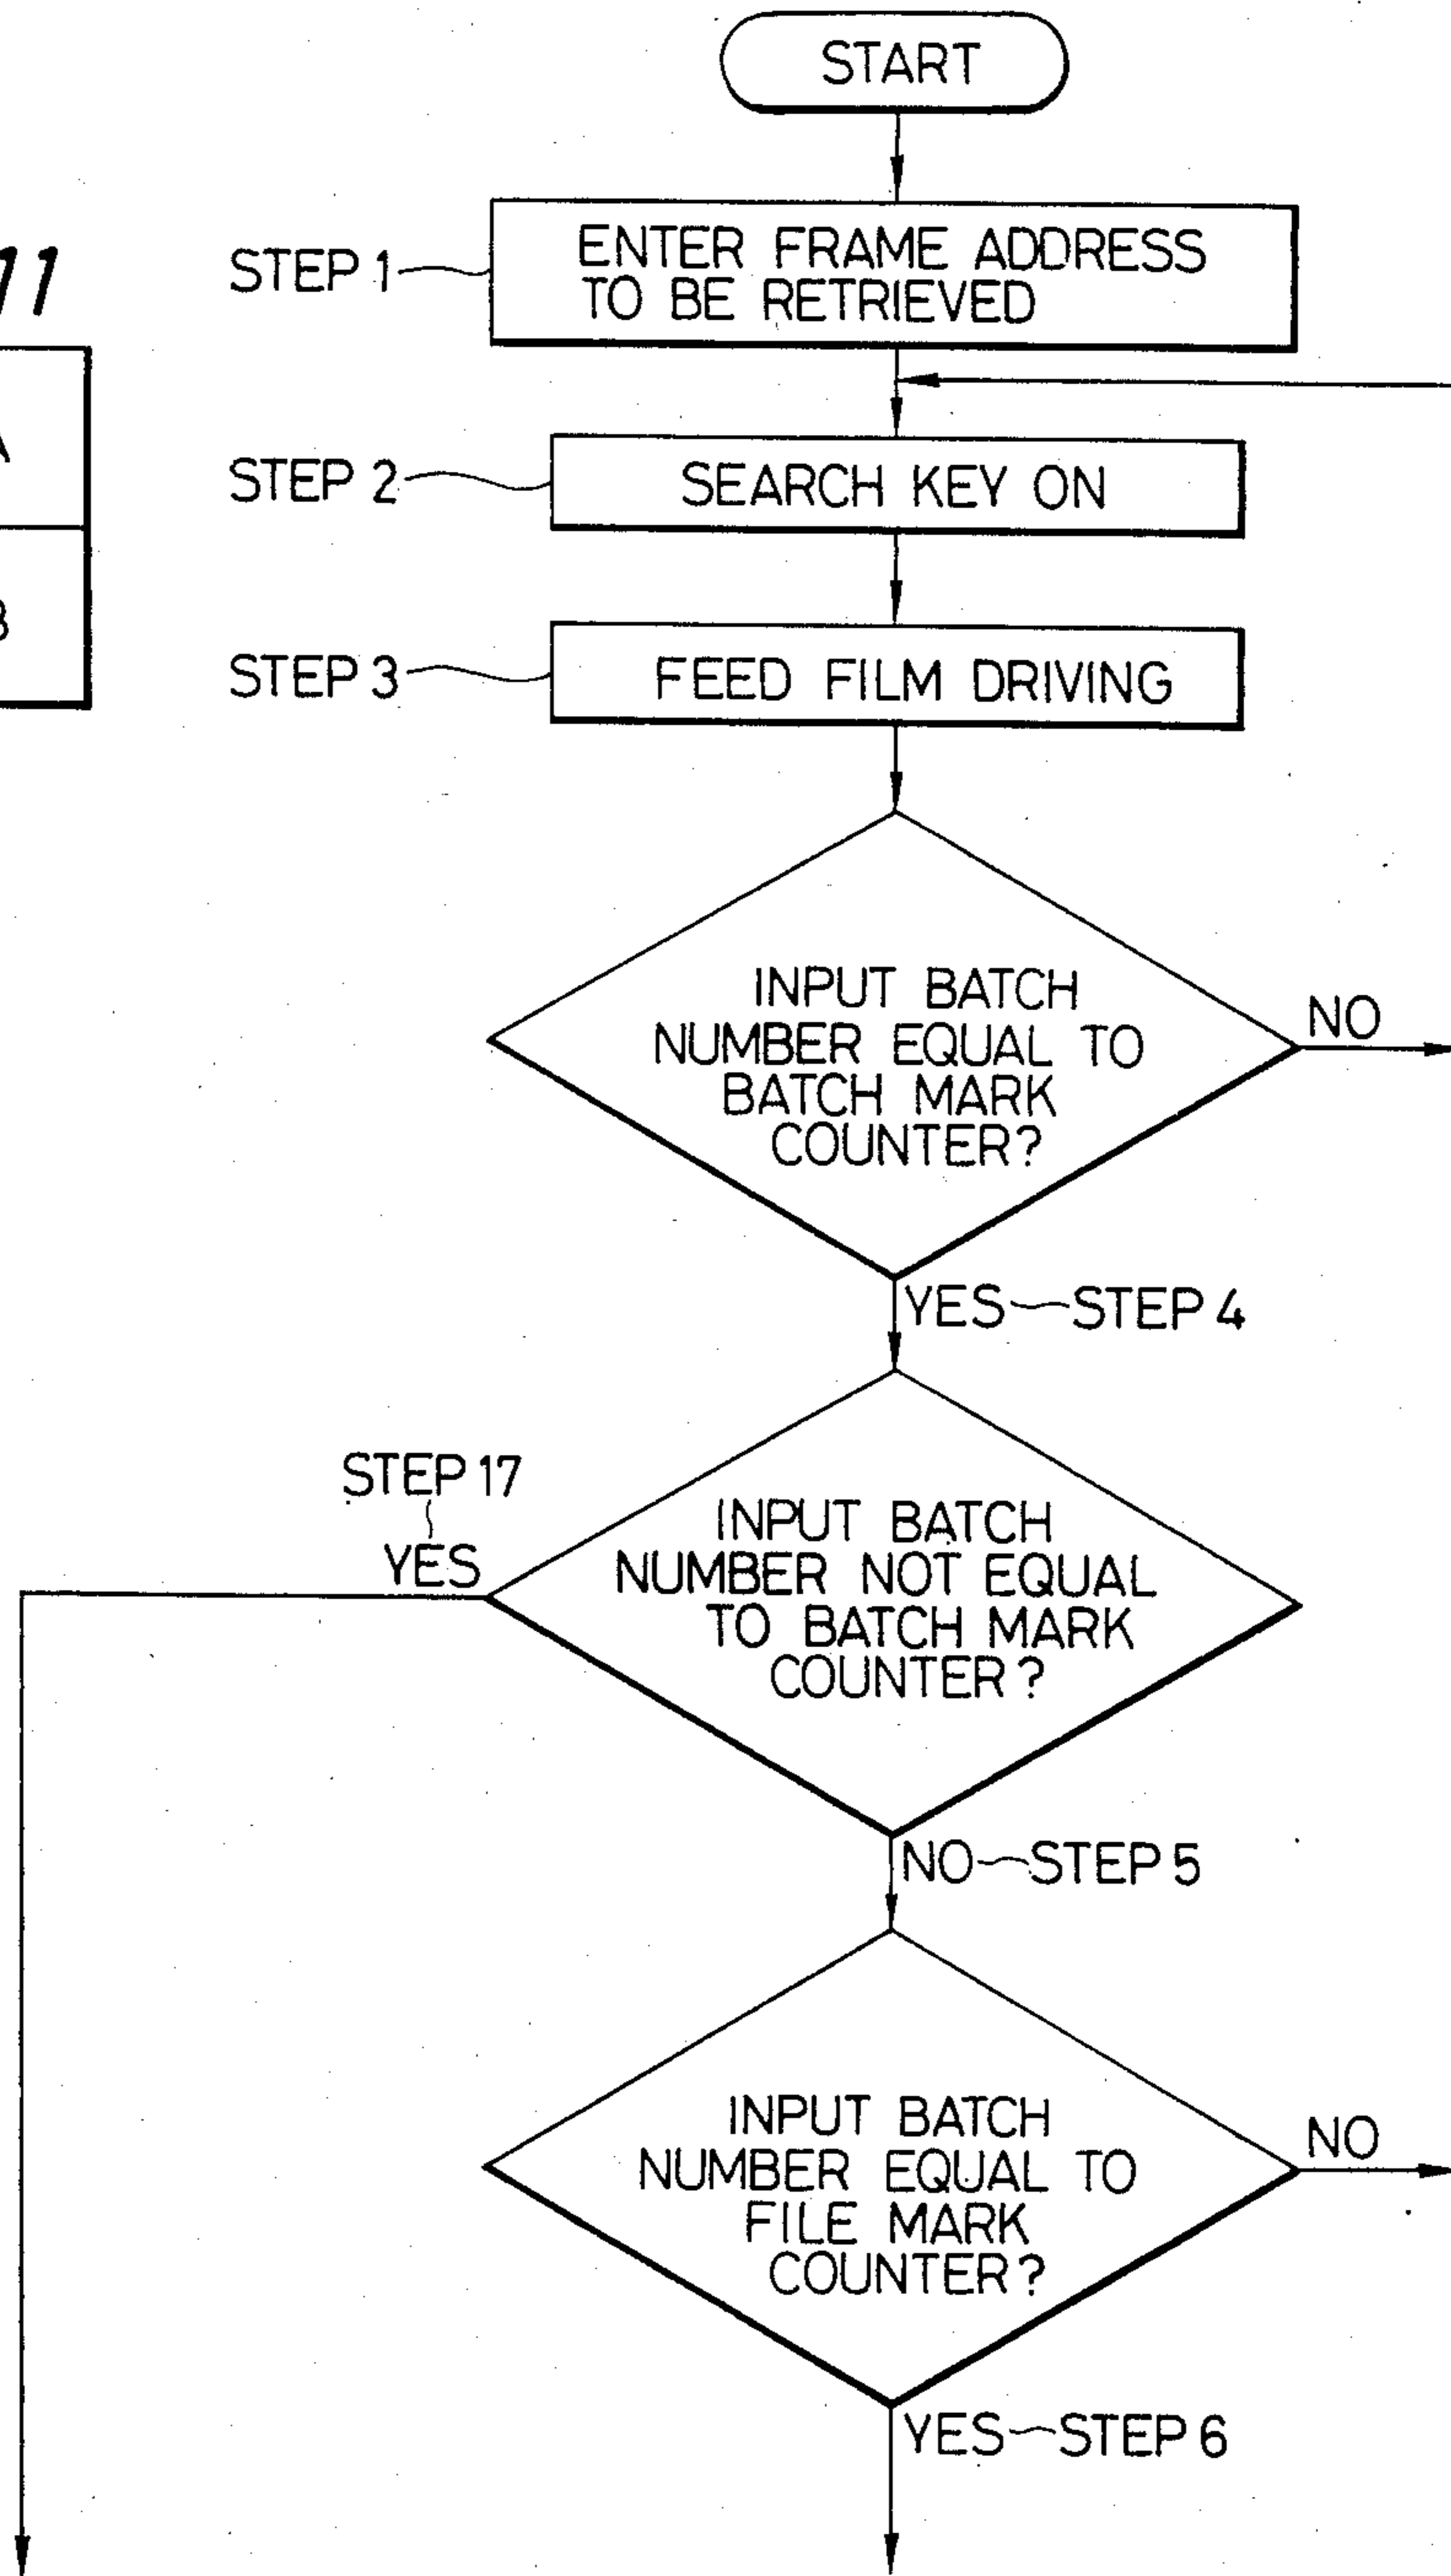 START
11
STEP 1
ENTER FRAME ADDRESS
TO BE RETRIEVED
A
STEP 2
SEARCH KEY ON
B
STEP 3
FEED FILM DRIVING
INPUT BATCH
NUMBER EQUAL TO
BATCH MARK
COUNTER?
NO
YES STEP 4
STEP 17
YES
INPUT BATCH
NUMBER NOT EQUAL
TO BATCH MARK
COUNTER?
NO STEP 5
INPUT BATCH
NUMBER EQUAL TO
FILE MARK
COUNTER?
NO
YES STEP 6